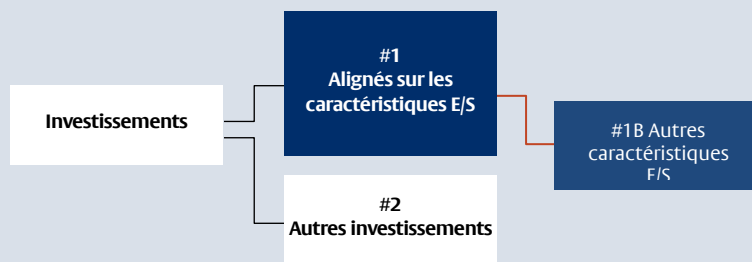 #1
Alignés sur les
caractéristiques E/S
Investissements
#1B Autres
caractéristiques
E/S
#2
Autres investissements